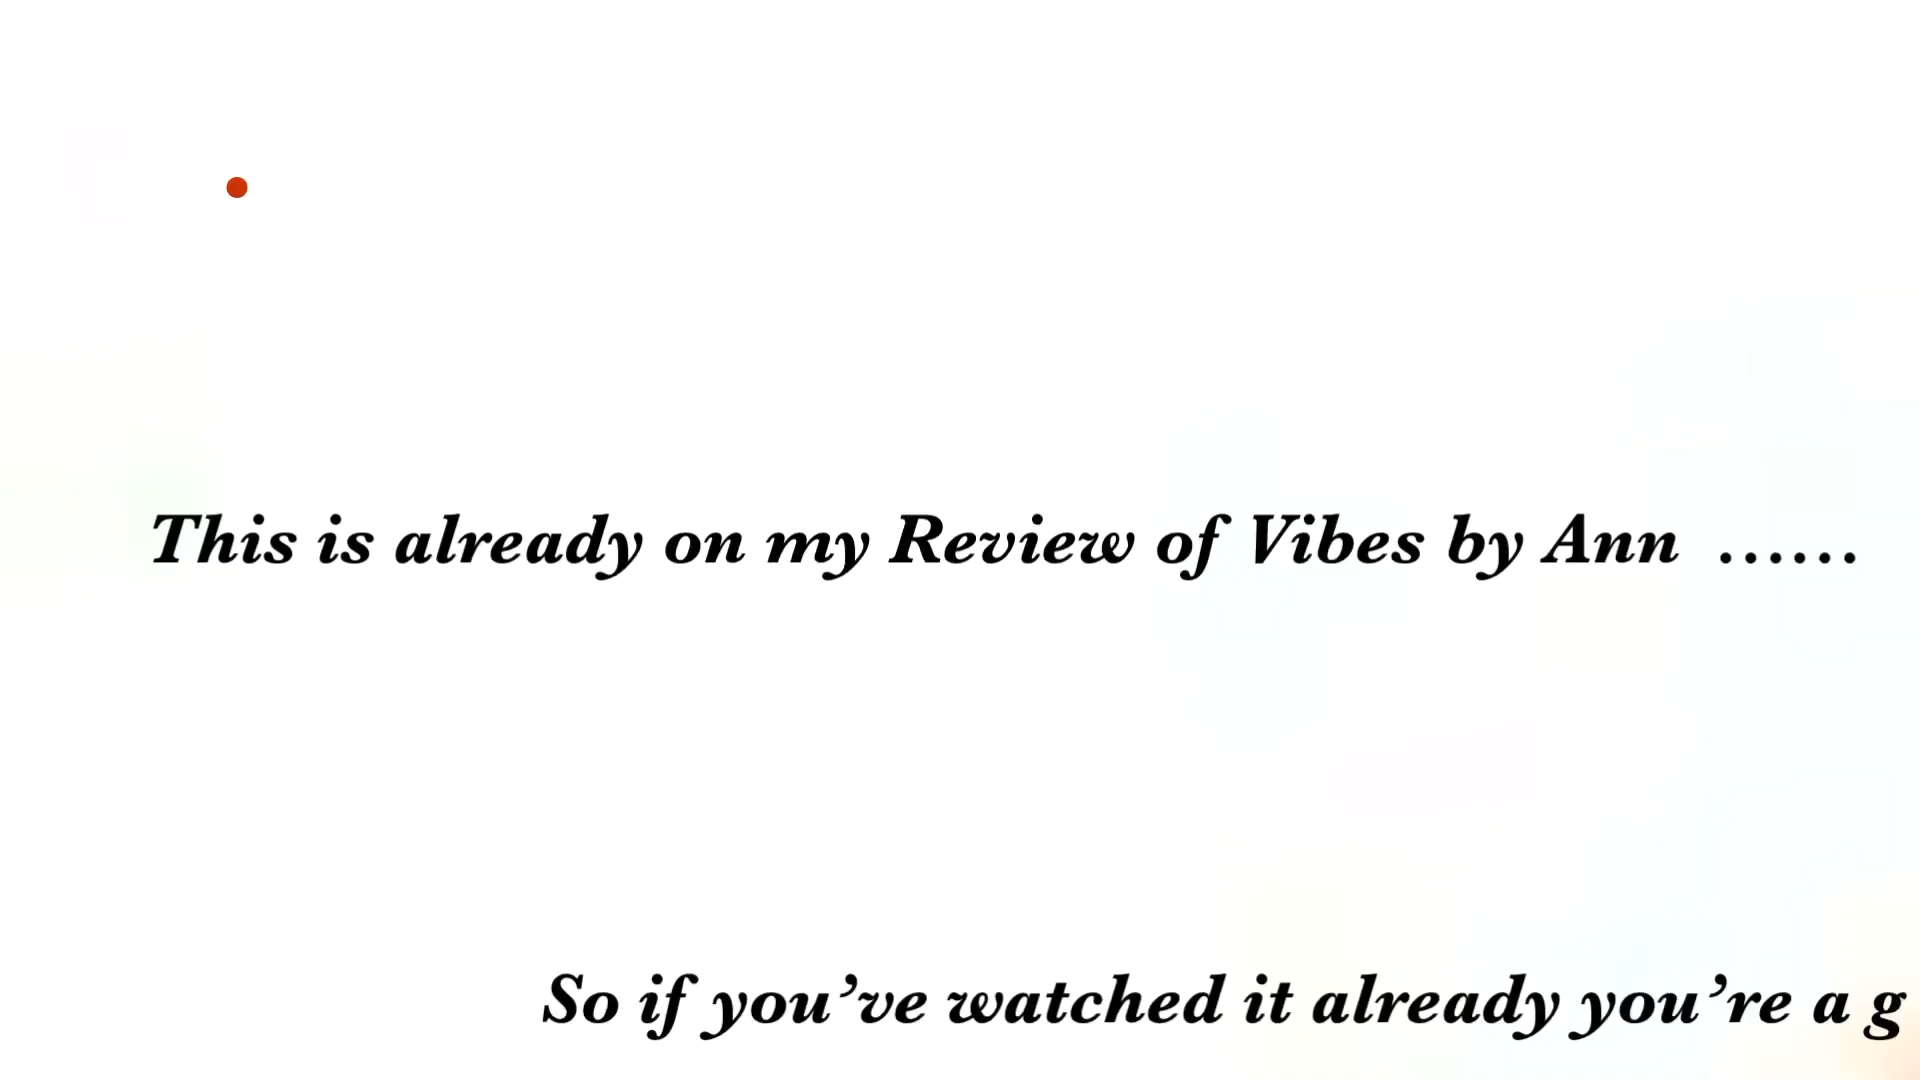 This is already on my Review of Vibes by Ann ......
So if you’ve watched it already you’re a g